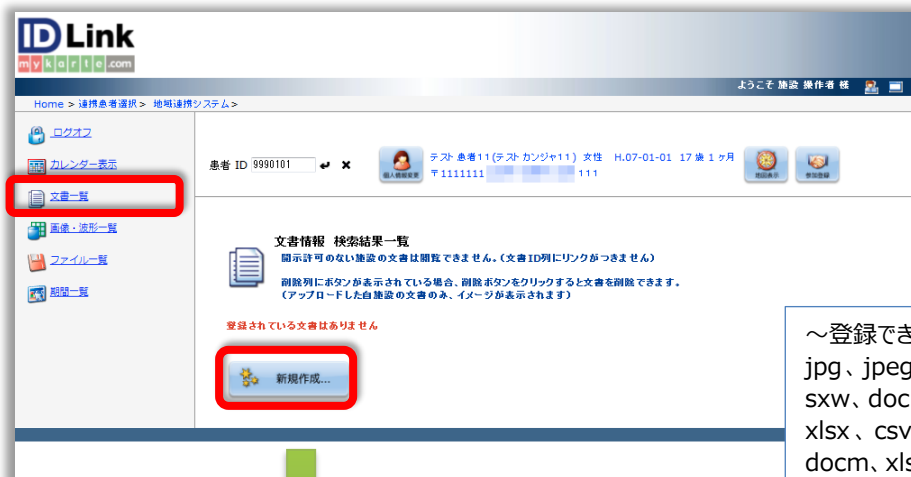 IDLink
mykarte.com
ようこそ 施設 操作者 様
Home > 連携患者選択 > 地域連携システム >
ログオフ
カレンダー表示
文書一覧
画像・波形一覧
ファイル一覧
期間一覧
患者 ID 9990101
個人情報変更
テスト 患者11(テスト カンジャ11) 女性 H.07-01-01 17 歳 1 ヶ月
〒1111111 111
地図表示
参加登録
文書情報 検索結果一覧
開示許可のない施設の文書は閲覧できません。(文書ID列にリンクがつきません)
削除列にボタンが表示されている場合、削除ボタンをクリックすると文書を削除できます。
(アップロードした自施設の文書のみ、イメージが表示されます)
登録されている文書はありません
新規作成...
～登録でき
jpg、jpeg
sxw、doc
xlsx、csv
docm、xls